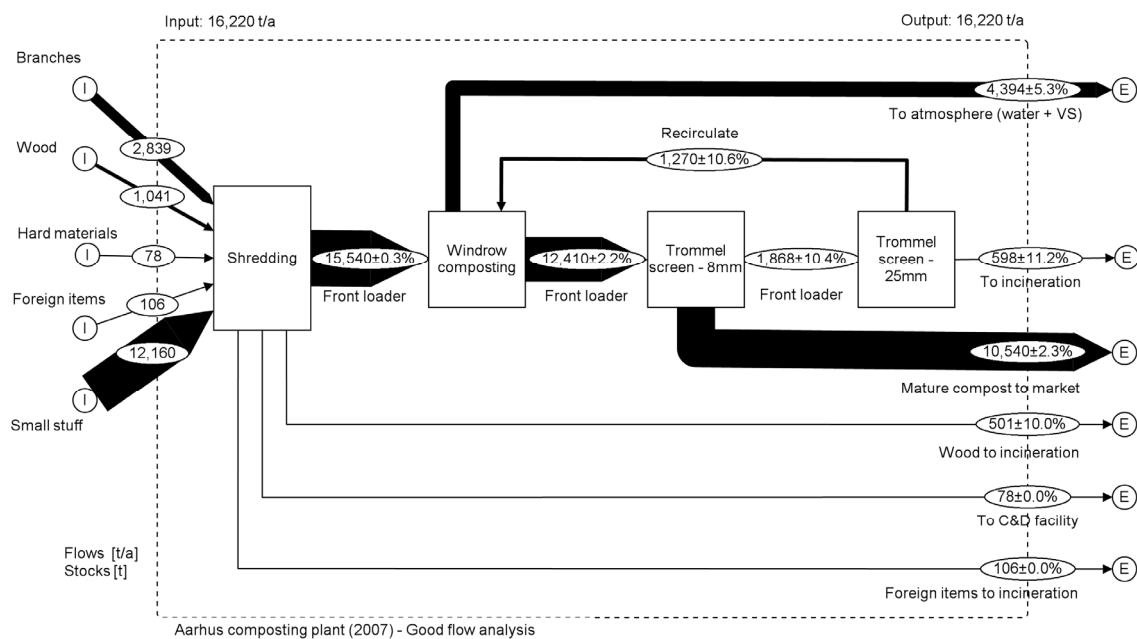 Input: 16,220 t/a
Output: 16,220 t/a
Branches
I
2,839
Wood
I
1,041
Hard materials
I
78
Foreign items
I
106
Small stuff
I
12,160
Shredding
15,540±0.3%
Front loader
Windrow
composting
12,410±2.2%
Front loader
Trommel
screen - 8mm
1,868±10.4%
Front loader
Trommel
screen -
25mm
Recirculate
1,270±10.6%
4,394±5.3%
E
To atmosphere (water + VS)
598±11.2%
E
To incineration
10,540±2.3%
E
Mature compost to market
501±10.0%
E
Wood to incineration
78±0.0%
E
To C&D facility
106±0.0%
E
Foreign items to incineration
Flows [t/a]
Stocks [t]
Aarhus composting plant (2007) - Good flow analysis